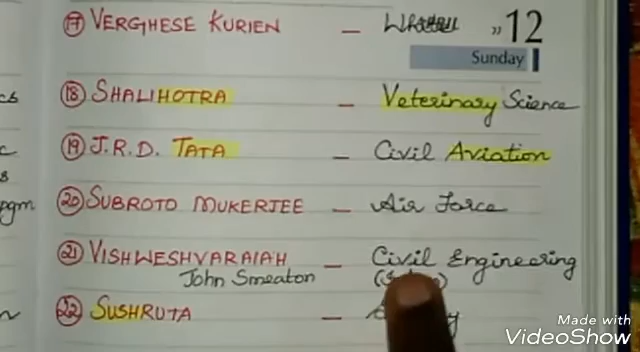 17 VERGHESE KURIEN –
» 12
Sunday
18 SHALIHOTRA – Veterinary Science
19 J.R.D. TATA – Civil Aviation
20 SUBROTO MUKERJEE – Air Force
21 VISHWESHVARAIAH – Civil Engineering
John Smeaton
22 SUSHRUTA –
Made with
VideoShow